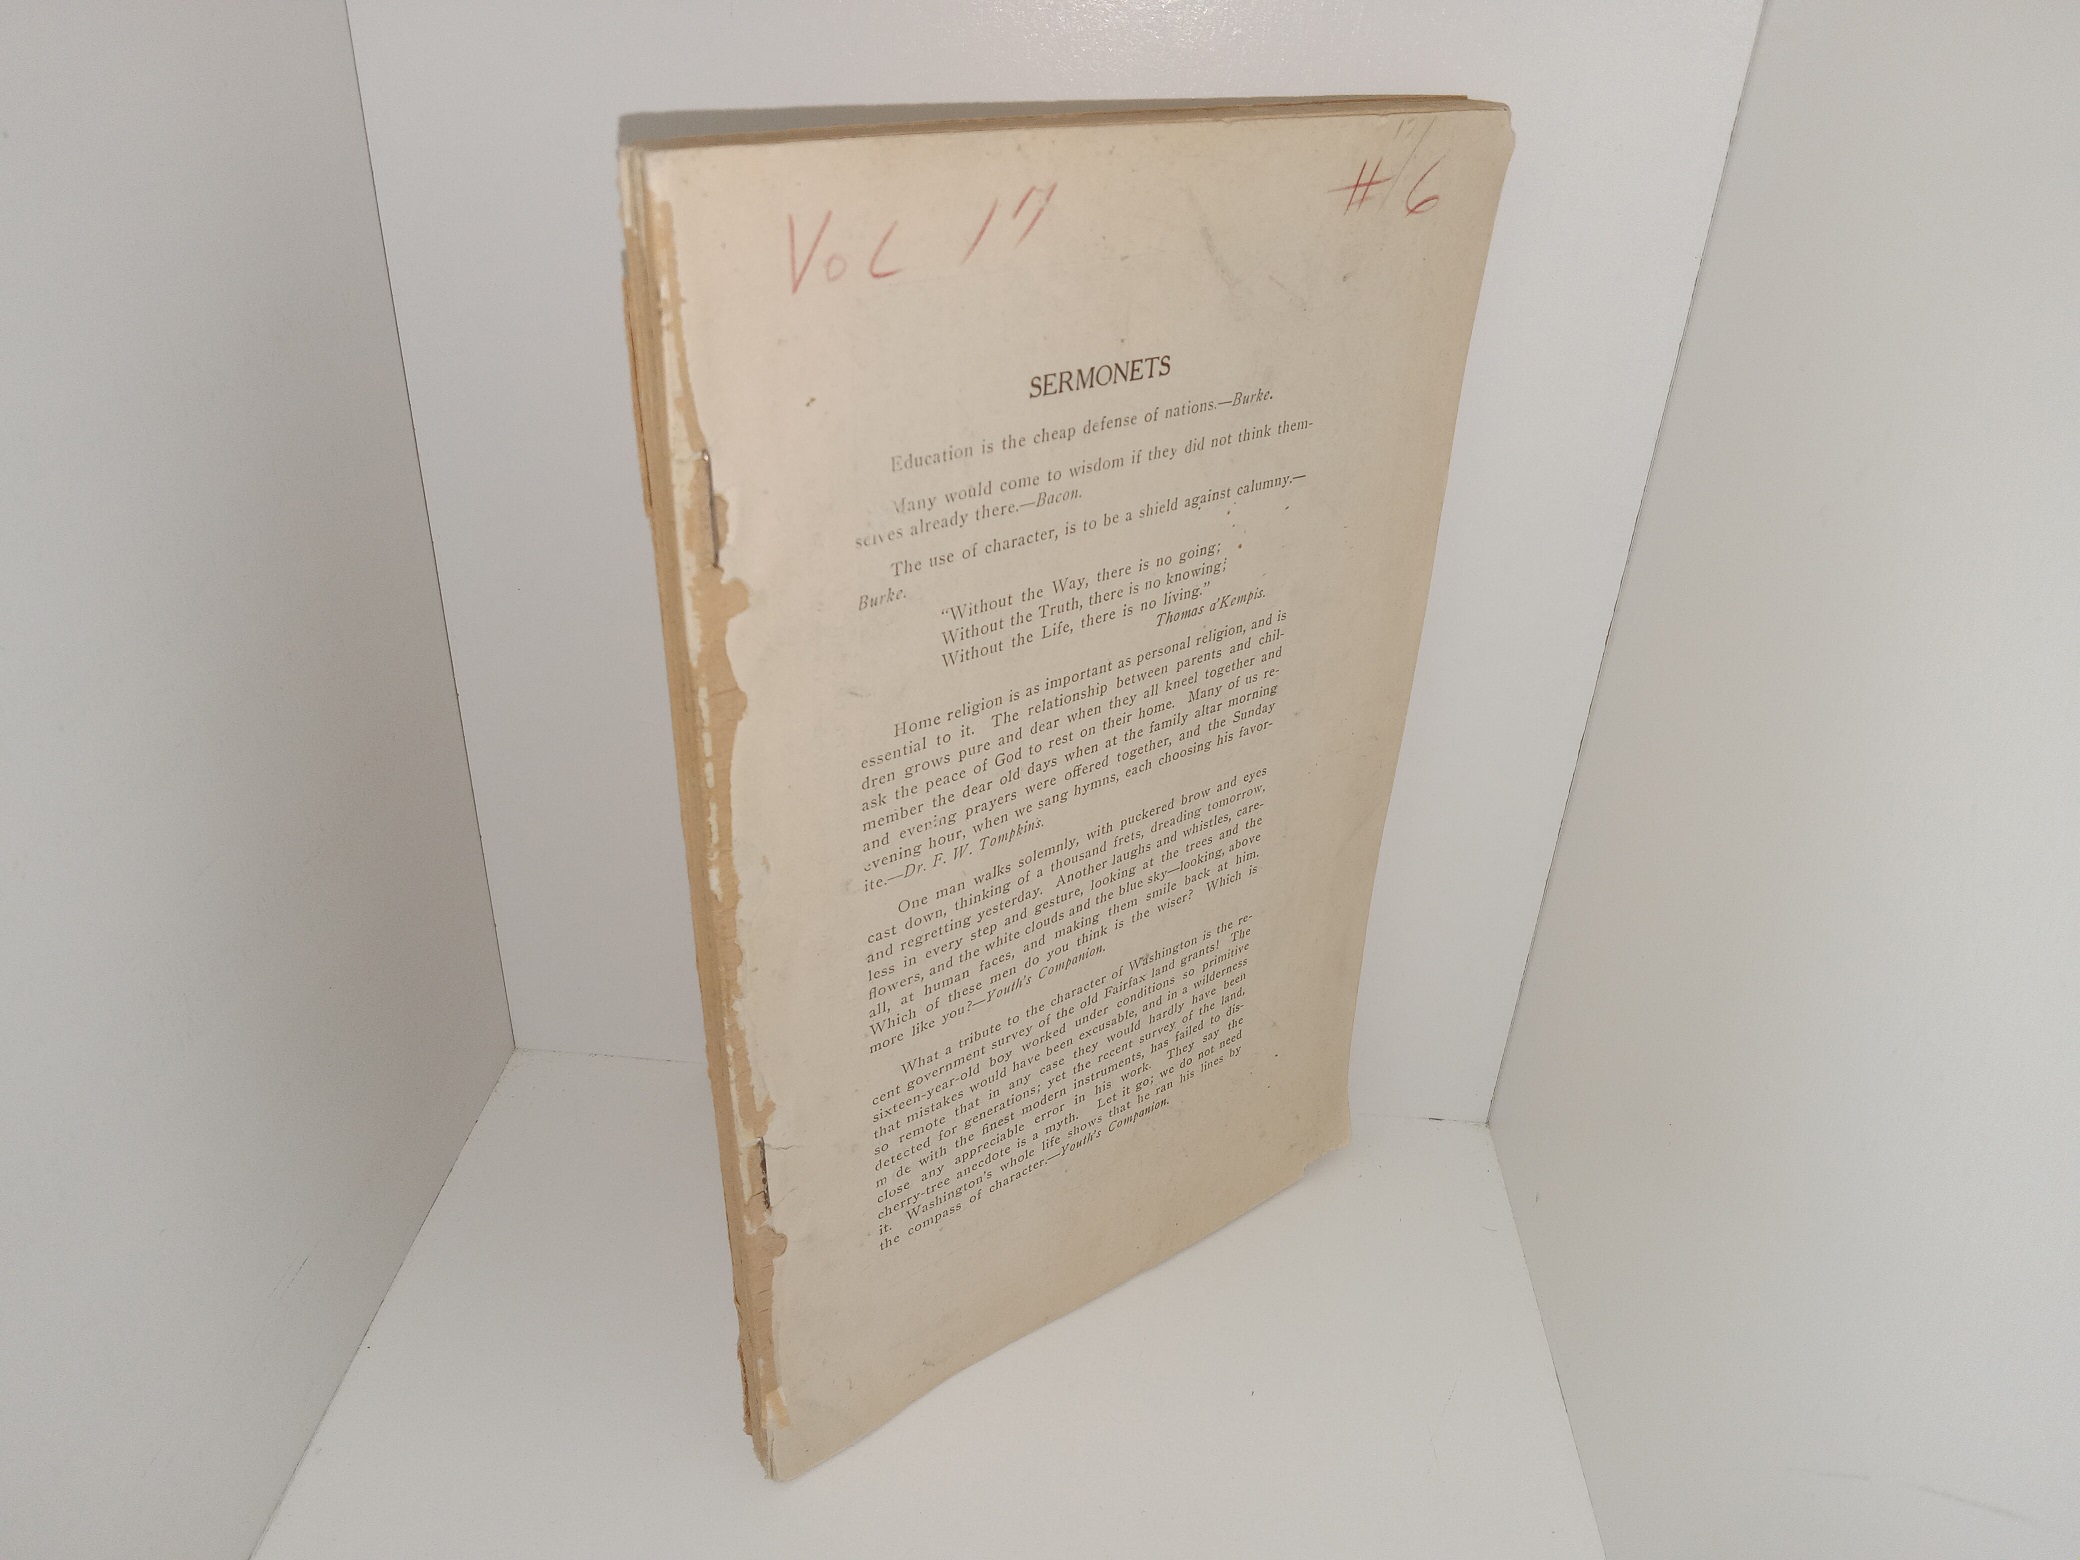 VOL 17 #6
SERMONETS
Education is the cheap defense of nations.—Burke.
Many would come to wisdom if they did not think them-
selves already there.—Bacon.
The use of character, is to be a shield against calumny.—
Burke.
“Without the Way, there is no going;
Without the Truth, there is no knowing;
Without the Life, there is no living.”
Thomas a'Kempis.
Home religion is as important as personal religion, and is
essential to it. The relationship between parents and chil-
dren grows pure and dear when they all kneel together and
ask the peace of God to rest on their home. Many of us re-
member the dear old days when at the family altar morning
and evening prayers were offered together, and the Sunday
evening hour, when we sang hymns, each choosing his favor-
ite.—Dr. F. W. Tompkins.
One man walks solemnly, with puckered brow and eyes
cast down, thinking of a thousand frets, dreading tomorrow,
and regretting yesterday. Another laughs and whistles, care-
less in every step and gesture, looking at the trees and the
flowers, and the white clouds and the blue sky—looking, above
all, at human faces, and making them smile back at him.
Which of these men do you think is the wiser? Which is
more like you?—Youth's Companion.
What a tribute to the character of Washington is the re-
cent government survey of the old Fairfax land grants! The
sixteen-year-old boy worked under conditions so primitive
that mistakes would have been excusable, and in a wilderness
so remote that in any case they would hardly have been
detected for generations; yet the recent survey of the land,
m de with the finest modern instruments, has failed to dis-
close any appreciable error in his work. They say the
cherry-tree anecdote is a myth. Let it go; we do not need
it. Washington's whole life shows that he ran his lines by
the compass of character.—Youth's Companion.